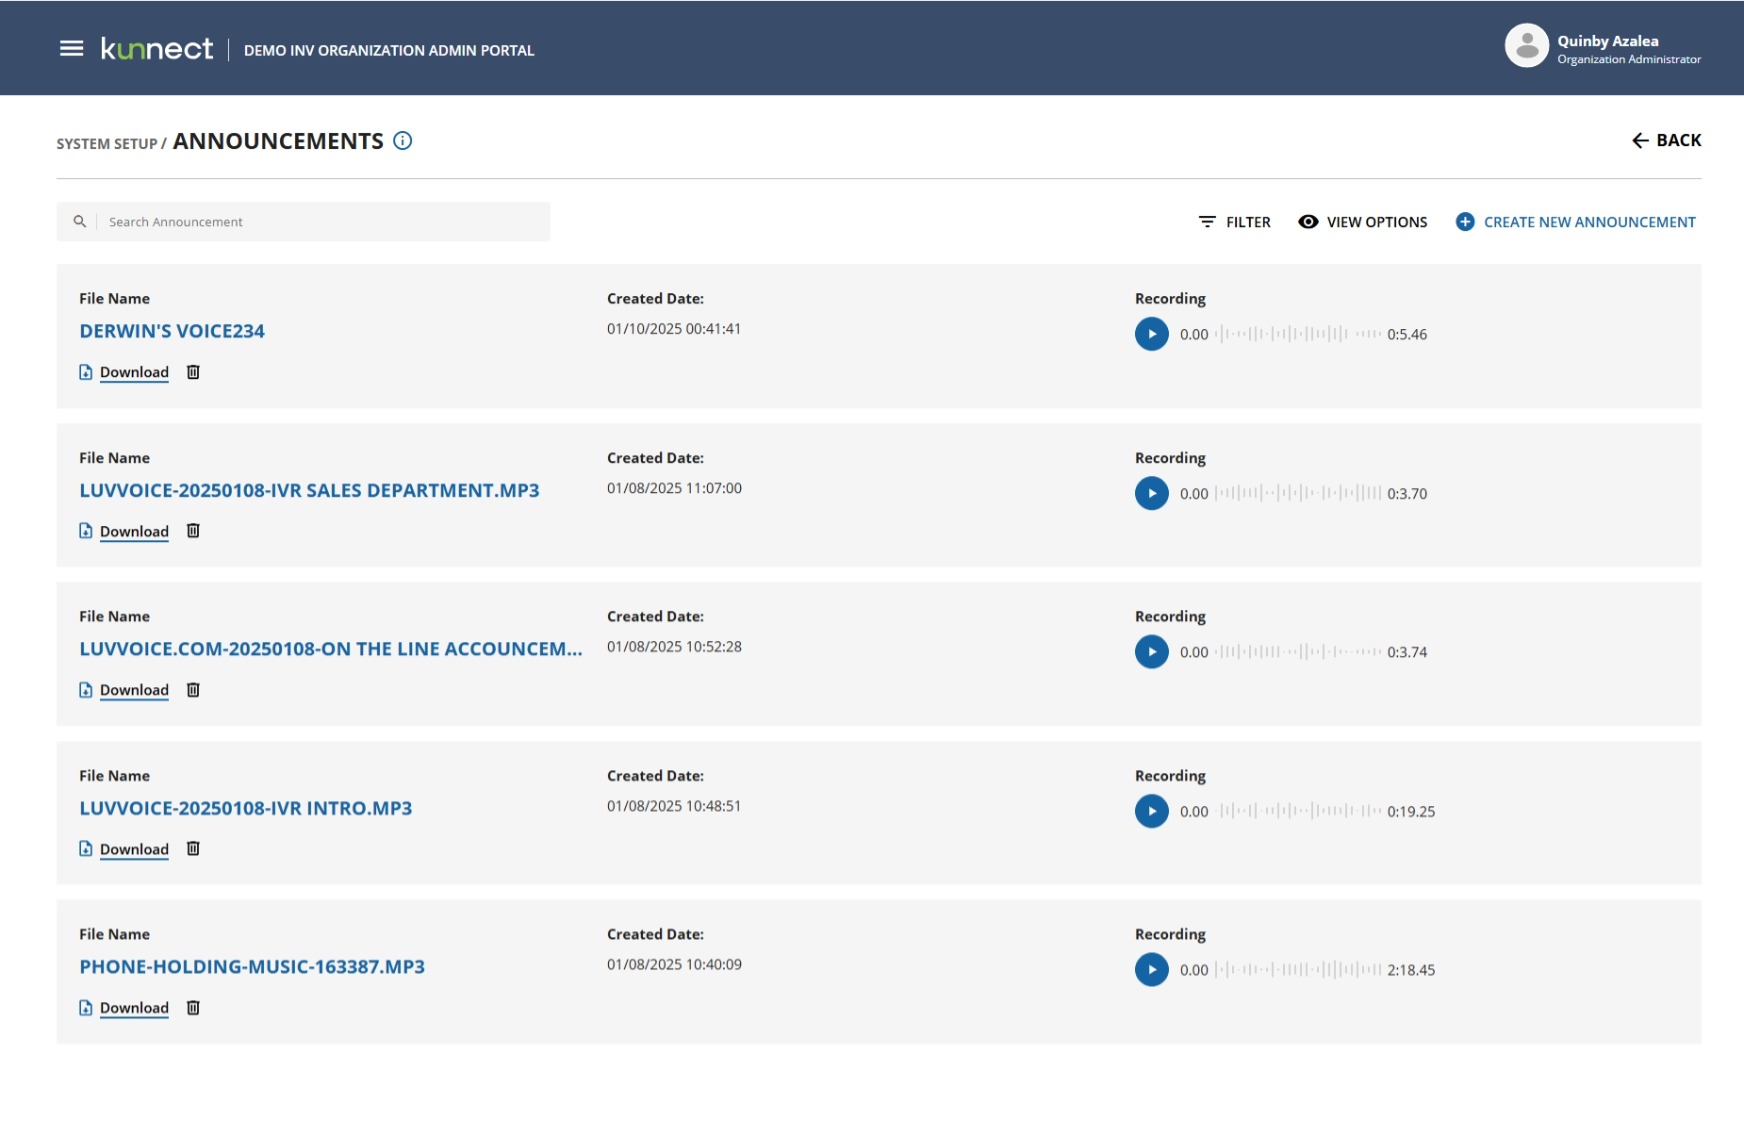 kunnect DEMO INV ORGANIZATION ADMIN PORTAL
Quinby Azalea
Organization Administrator
SYSTEM SETUP / ANNOUNCEMENTS
BACK
Search Announcement
FILTER VIEW OPTIONS CREATE NEW ANNOUNCEMENT
File Name Created Date: Recording
DERWIN'S VOICE234 01/10/2025 00:41:41 0.00 0:5.46
Download
File Name Created Date: Recording
LUVVOICE-20250108-IVR SALES DEPARTMENT.MP3 01/08/2025 11:07:00 0.00 0:3.70
Download
File Name Created Date: Recording
LUVVOICE.COM-20250108-ON THE LINE ACCOUNCEM... 01/08/2025 10:52:28 0.00 0:3.74
Download
File Name Created Date: Recording
LUVVOICE-20250108-IVR INTRO.MP3 01/08/2025 10:48:51 0.00 0:19.25
Download
File Name Created Date: Recording
PHONE-HOLDING-MUSIC-163387.MP3 01/08/2025 10:40:09 0.00 2:18.45
Download